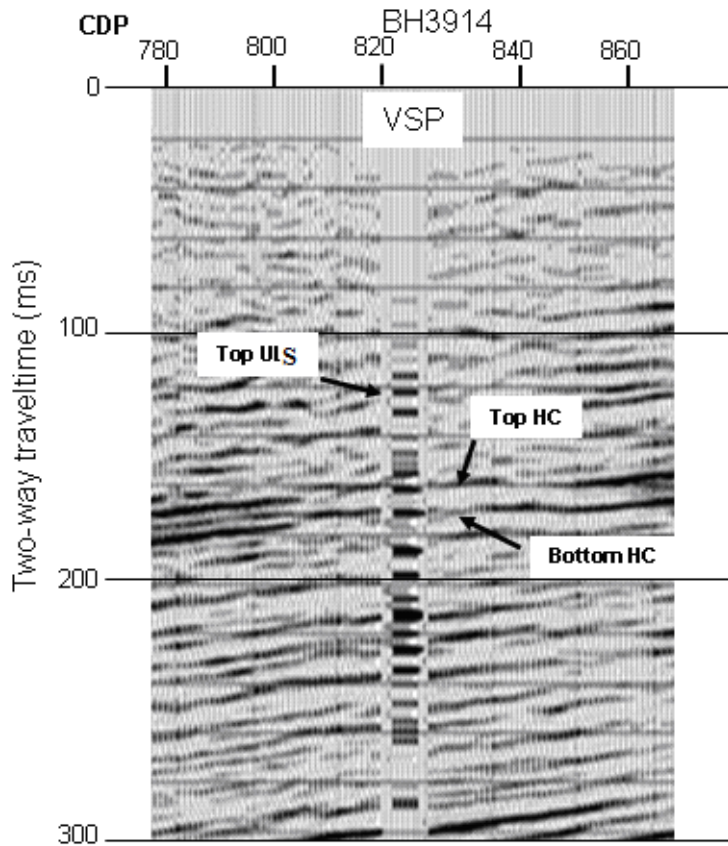 CDP BH3914
780 800 820 840 860
0
VSP
100
Top ULS
Top HC
Bottom HC
200
300
Two-way traveltime (ms)